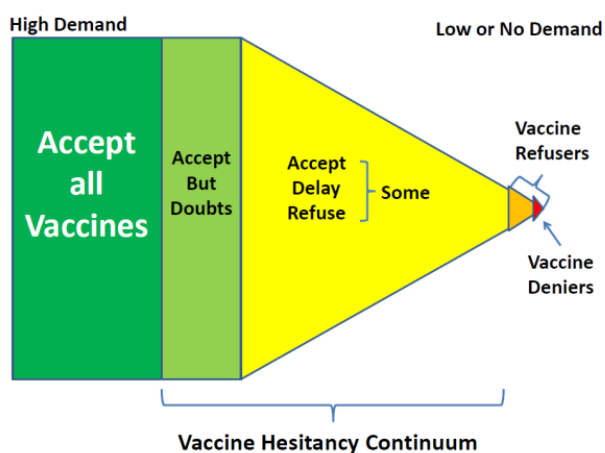 High Demand
Low or No Demand
Accept
all
Vaccines
Accept
But
Doubts
Accept
Delay
Refuse
Some
Vaccine
Refusers
Vaccine
Deniers
Vaccine Hesitancy Continuum